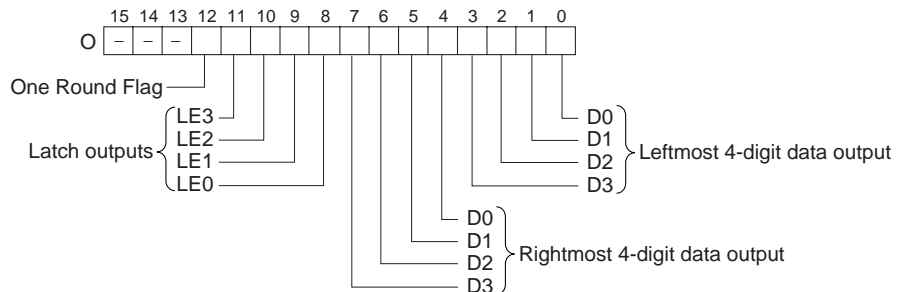 15 14 13 12 11 10 9 8 7 6 5 4 3 2 1 0
O – – –
One Round Flag
Latch outputs
LE3
LE2
LE1
LE0
D0
D1
D2
D3
Leftmost 4-digit data output
D0
D1
D2
D3
Rightmost 4-digit data output